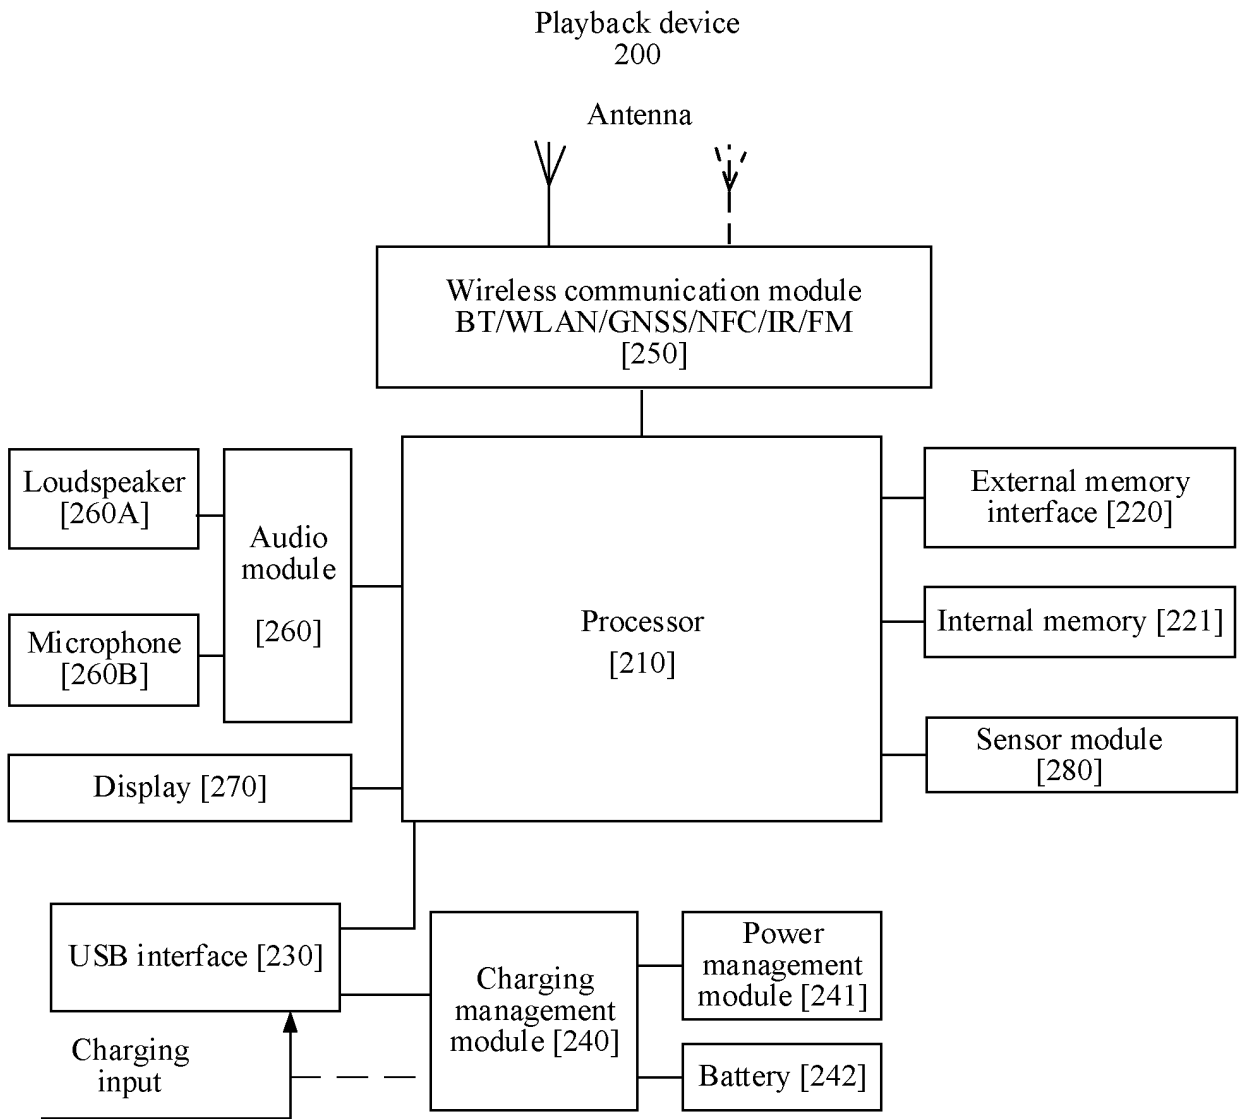 Playback device
200
Antenna
Wireless communication module
BT/WLAN/GNSS/NFC/IR/FM
[250]
Loudspeaker
[260A]
Audio
module
[260]
Microphone
[260B]
Display [270]
Processor
[210]
External memory
interface [220]
Internal memory [221]
Sensor module
[280]
USB interface [230]
Charging
input
Charging
management
module [240]
Power
management
module [241]
Battery [242]